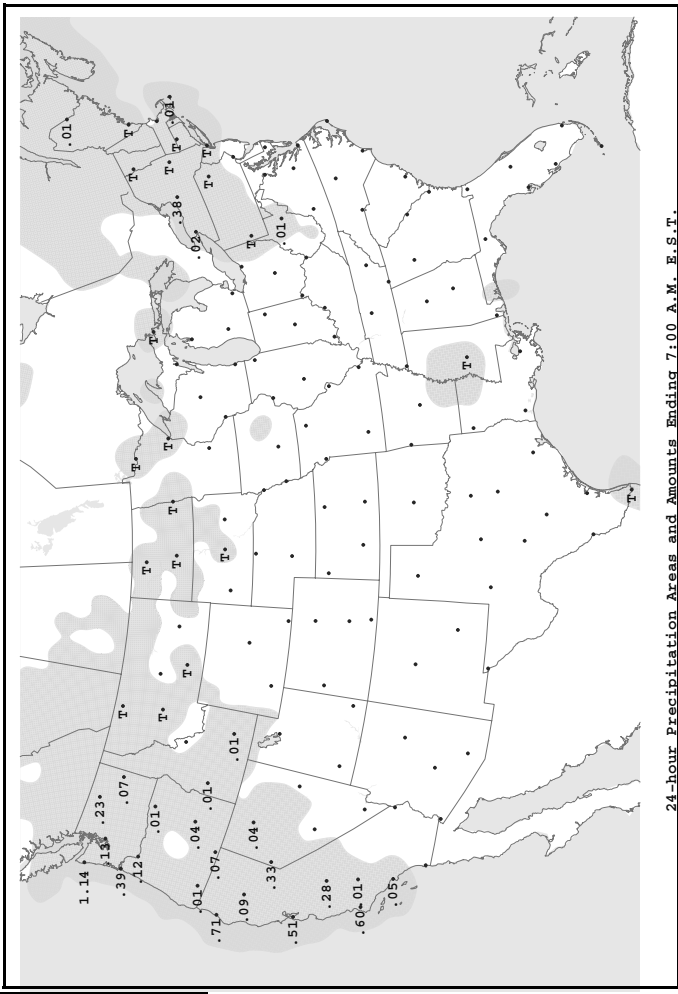 24-hour Precipitation Areas and Amounts Ending 7:00 A.M. E.S.T.
1.14
.13
.23
.07
.39
.12
.01
.04
.01
.01
.07
.01
.71
.09
.04
.33
.51
.28
.01
.60
.05
T
T
T
T
T
T
T
T
T
T
T
T
.02
.38
T
.01
T
T
T
T
T
T
.01
.01
T